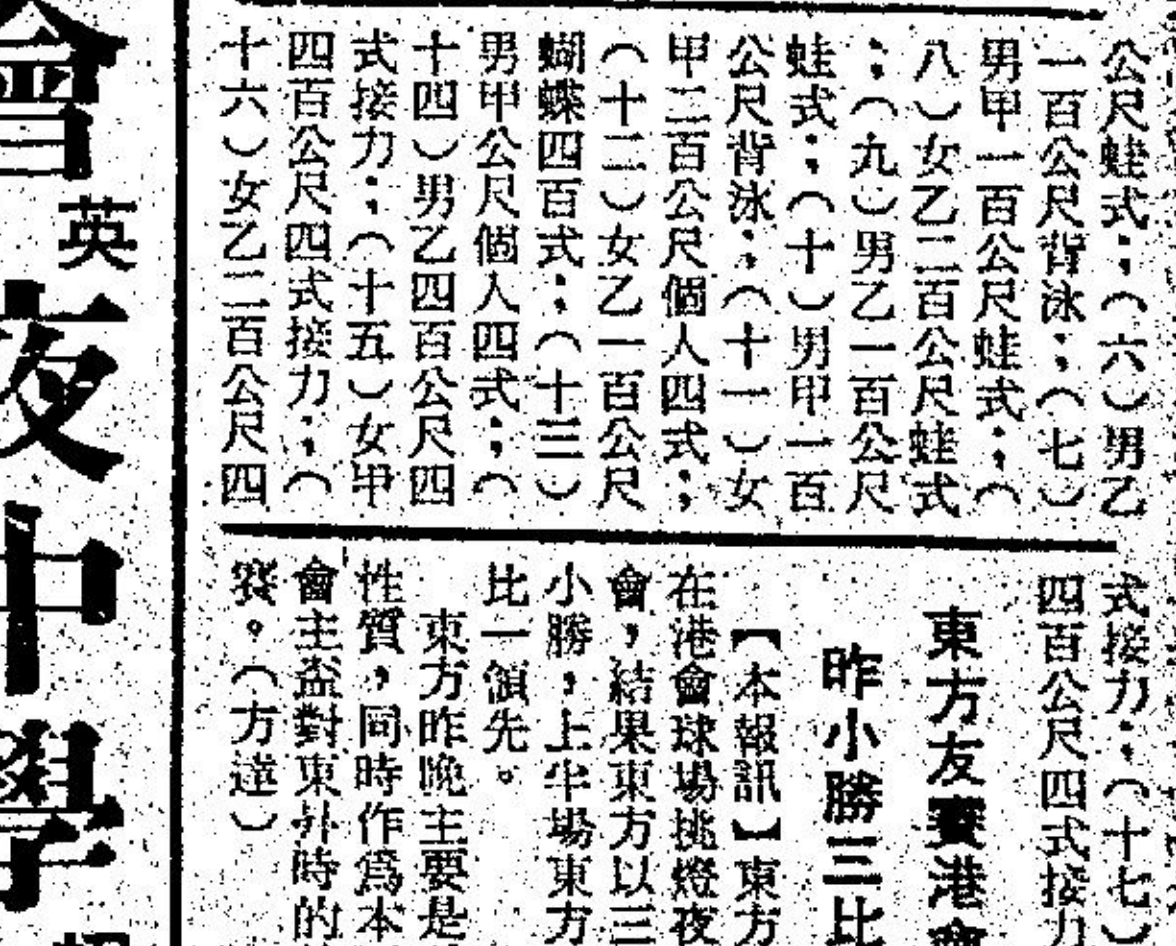 公尺蛙式；（六）男乙
一百公尺背泳；（七）
男甲一百公尺蛙式；（
八）女乙二百公尺蛙式
；（九）男乙一百公尺
蛙式；（十）男甲一百
公尺背泳；（十一）女
甲二百公尺個人四式；
（十二）女乙一百公尺
蝴蝶四百式；（十三）
男甲公尺個人四式；（
十四）男乙四百公尺四
式接力；（十五）女甲
四百公尺四式接力；（
十六）女乙二百公尺四
式接力；（十七）
四百公尺四式接力
東方友賽港會
昨小勝三比
【本報訊】東方
在港會球場挑燈夜
會，結果東方以三
小勝，上半場東方
比一領先。
東方昨晚主要是
性質，同時作為本
會主盃對東昇時的
賽。（方達）
會
英
夜中學